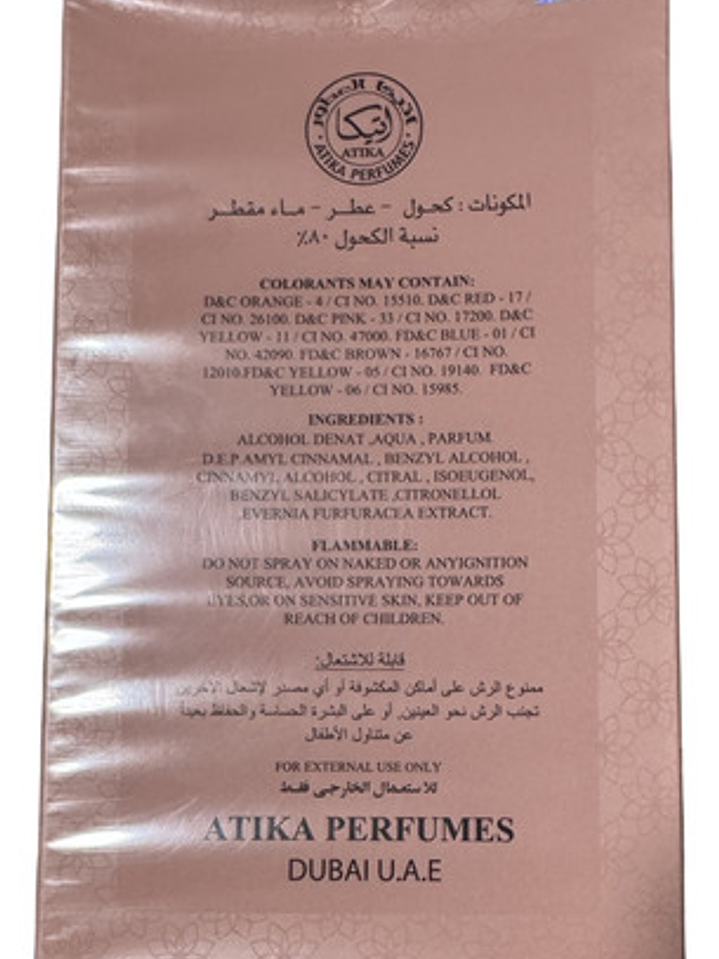 اتيكا للعطور
اتيكا
ATIKA
ATIKA PERFUMES
المكونات : كحول - عطر - ماء مقطر
نسبة الكحول ٨٠٪
COLORANTS MAY CONTAIN:
D&C ORANGE - 4 / CI NO. 15510. D&C RED - 17 /
CI NO. 26100. D&C PINK - 33 / CI NO. 17200. D&C
YELLOW - 11 / CI NO. 47000. FD&C BLUE - 01 / CI
NO. 42090. FD&C BROWN - 16767 / CI NO.
12010.FD&C YELLOW - 05 / CI NO. 19140. FD&C
YELLOW - 06 / CI NO. 15985.
INGREDIENTS :
ALCOHOL DENAT ,AQUA , PARFUM
D.E.P.AMYL CINNAMAL , BENZYL ALCOHOL ,
CINNAMYL ALCOHOL , CITRAL , ISOEUGENOL,
BENZYL SALICYLATE ,CITRONELLOL
,EVERNIA FURFURACEA EXTRACT.
FLAMMABLE:
DO NOT SPRAY ON NAKED OR ANYIGNITION
SOURCE, AVOID SPRAYING TOWARDS
EYES,OR ON SENSITIVE SKIN, KEEP OUT OF
REACH OF CHILDREN.
قابلة للاشتعال:
ممنوع الرش على أماكن المكشوفة أو أي مصدر لإشعال الآخرين
تجنب الرش نحو العينين, أو على البشرة الحساسة والحفاظ بعيدا
عن متناول الأطفال
FOR EXTERNAL USE ONLY
للاستعمال الخارجي فقط
ATIKA PERFUMES
DUBAI U.A.E